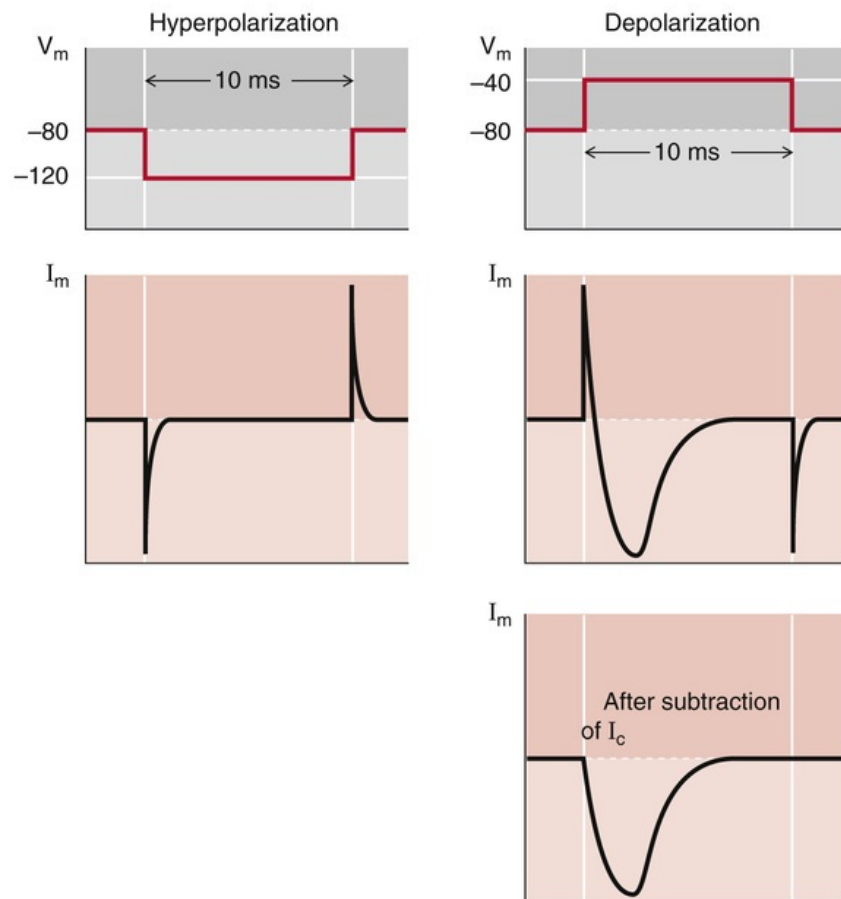 Hyperpolarization
Vm
10 ms
–80
–120
Im
Depolarization
Vm
–40
–80
10 ms
Im
Im
After subtraction
of Ic